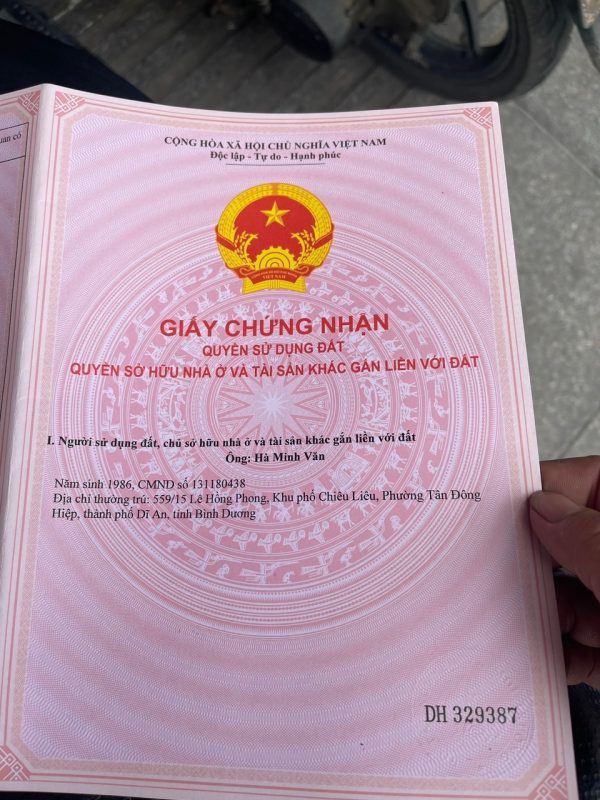 uan có
CỘNG HÒA XÃ HỘI CHỦ NGHĨA VIỆT NAM
Độc lập - Tự do - Hạnh phúc
VIỆT NAM
GIẤY CHỨNG NHẬN
QUYỀN SỬ DỤNG ĐẤT
QUYỀN SỞ HỮU NHÀ Ở VÀ TÀI SẢN KHÁC GẮN LIỀN VỚI ĐẤT
I. Người sử dụng đất, chủ sở hữu nhà ở và tài sản khác gắn liền với đất
Ông: Hà Minh Văn
Năm sinh 1986, CMND số 131180438
Địa chỉ thường trú: 559/15 Lê Hồng Phong, Khu phố Chiêu Liêu, Phường Tân Đông
Hiệp, thành phố Dĩ An, tỉnh Bình Dương
DH 329387